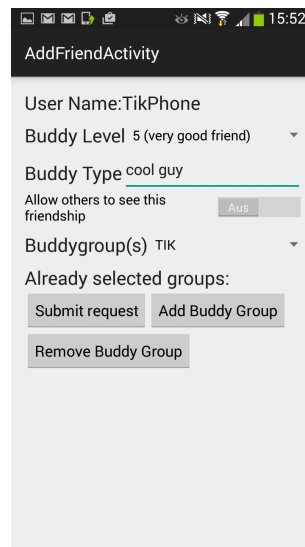 15:52
AddFriendActivity
User Name:TikPhone
Buddy Level 5 (very good friend)
Buddy Type cool guy
Allow others to see this
friendship
Aus
Buddygroup(s) TIK
Already selected groups:
Submit request Add Buddy Group
Remove Buddy Group